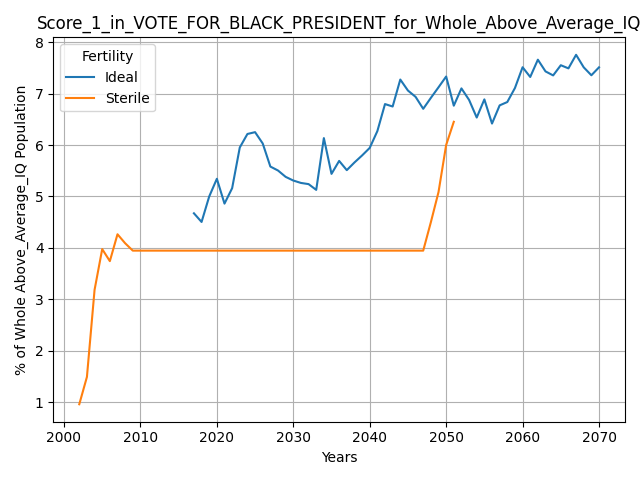 Score_1_in_VOTE_FOR_BLACK_PRESIDENT_for_Whole_Above_Average_IQ
Fertility
Ideal
Sterile
% of Whole Above_Average_IQ Population
8
7
6
5
4
3
2
1
2000 2010 2020 2030 2040 2050 2060 2070
Years